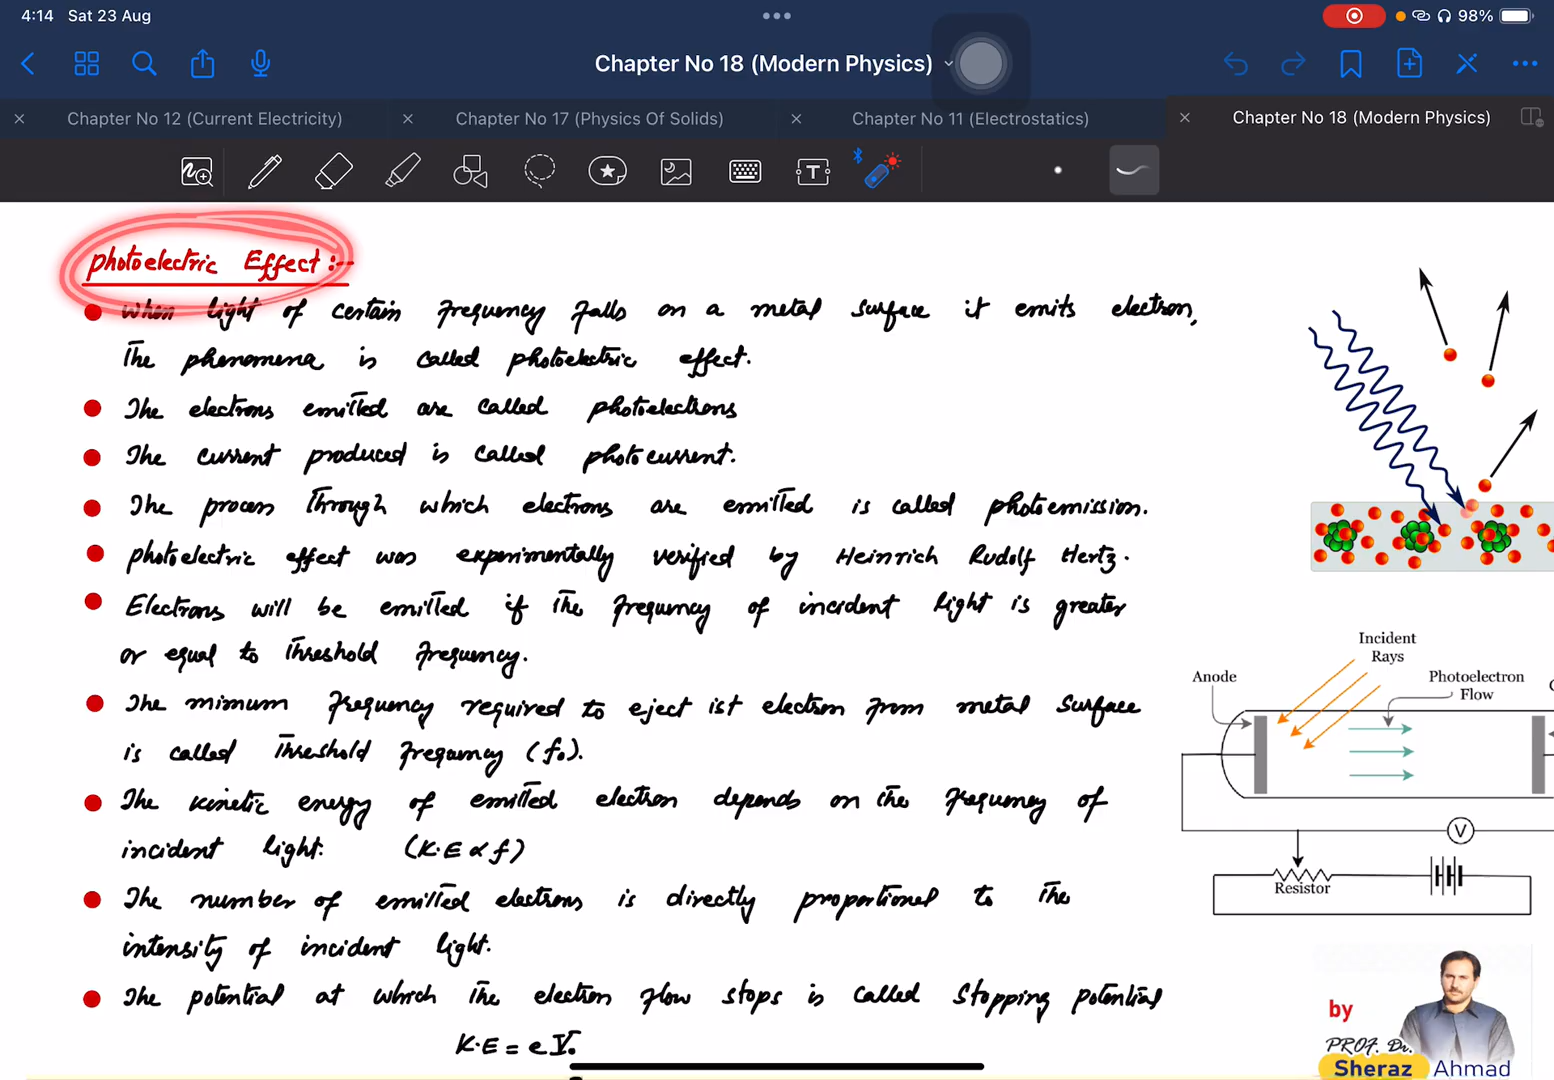 4:14 Sat 23 Aug
98%
Chapter No 18 (Modern Physics)
Chapter No 12 (Current Electricity)
Chapter No 17 (Physics Of Solids)
Chapter No 11 (Electrostatics)
Chapter No 18 (Modern Physics)
Photoelectric Effect:-
When light of certain frequency falls on a metal surface it emits electron,
The phenomena is called photoelectric effect.
The electrons emitted are called photoelectrons
The current produced is called photocurrent.
The process through which electrons are emitted is called photoemission.
photoelectric effect was experimentally verified by Heinrich Rudolf Hertz.
Electrons will be emitted if the frequency of incident light is greater
or equal to threshold frequency.
The minimum frequency required to eject ist electron from metal surface
is called threshold frequency (f₀).
The kinetic energy of emitted electron depends on the frequency of
incident light. (K.E ∝ f)
The number of emitted electrons is directly proportional to the
intensity of incident light.
The potential at which the electron flow stops is called stopping potential
K.E = eV₀
Incident
Rays
Anode
Photoelectron
Flow
V
Resistor
by
PROF. Dr.
Sheraz Ahmad